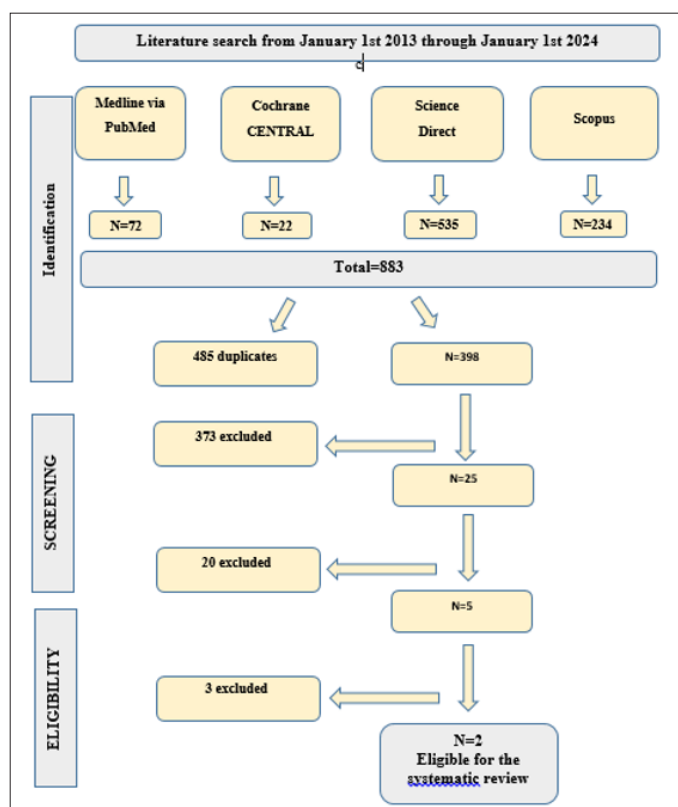 Literature search from January 1st 2013 through January 1st 2024
c
Identification
Medline via
PubMed
Cochrane
CENTRAL
Science
Direct
Scopus
N=72
N=22
N=535
N=234
Total=883
485 duplicates
N=398
SCREENING
373 excluded
N=25
20 excluded
N=5
ELIGIBILITY
3 excluded
N=2
Eligible for the
systematic review